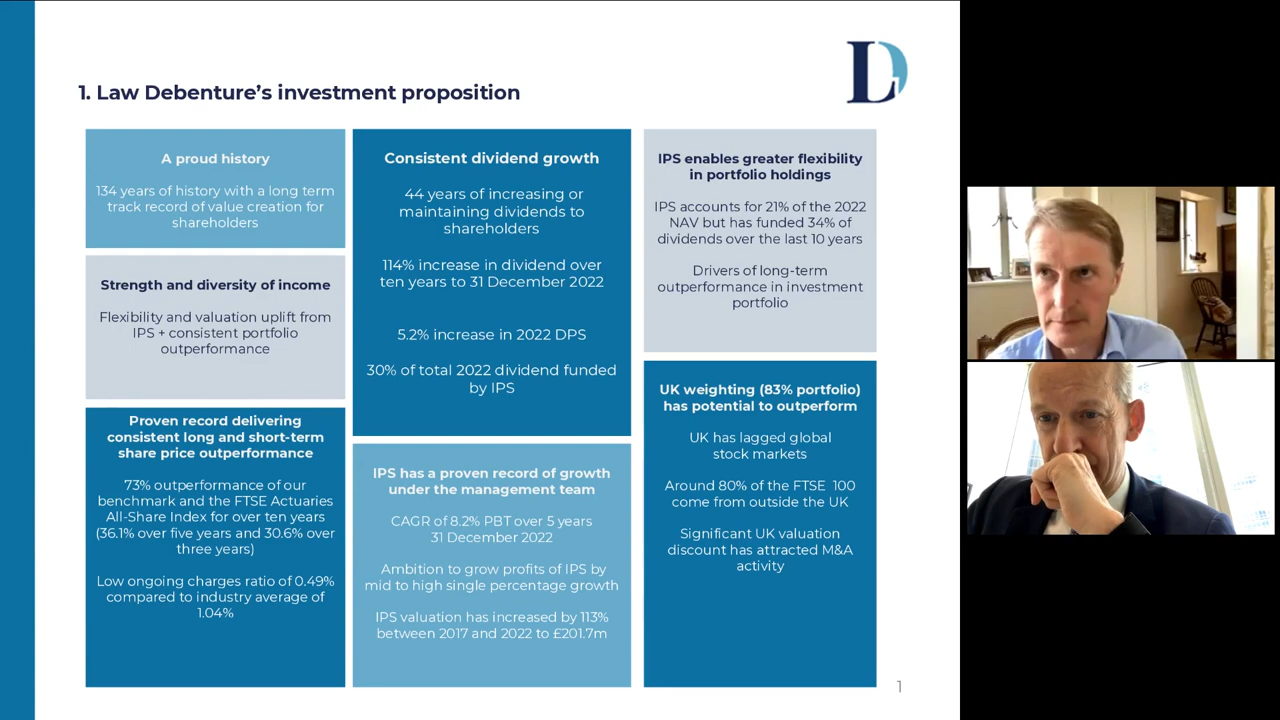 LD
1. Law Debenture’s investment proposition
A proud history
134 years of history with a long term
track record of value creation for
shareholders
Strength and diversity of income
Flexibility and valuation uplift from
IPS + consistent portfolio
outperformance
Proven record delivering
consistent long and short-term
share price outperformance
73% outperformance of our
benchmark and the FTSE Actuaries
All-Share Index for over ten years
(36.1% over five years and 30.6% over
three years)
Low ongoing charges ratio of 0.49%
compared to industry average of
1.04%
Consistent dividend growth
44 years of increasing or
maintaining dividends to
shareholders
114% increase in dividend over
ten years to 31 December 2022
5.2% increase in 2022 DPS
30% of total 2022 dividend funded
by IPS
IPS has a proven record of growth
under the management team
CAGR of 8.2% PBT over 5 years
31 December 2022
Ambition to grow profits of IPS by
mid to high single percentage growth
IPS valuation has increased by 113%
between 2017 and 2022 to £201.7m
IPS enables greater flexibility
in portfolio holdings
IPS accounts for 21% of the 2022
NAV but has funded 34% of
dividends over the last 10 years
Drivers of long-term
outperformance in investment
portfolio
UK weighting (83% portfolio)
has potential to outperform
UK has lagged global
stock markets
Around 80% of the FTSE 100
come from outside the UK
Significant UK valuation
discount has attracted M&A
activity
1